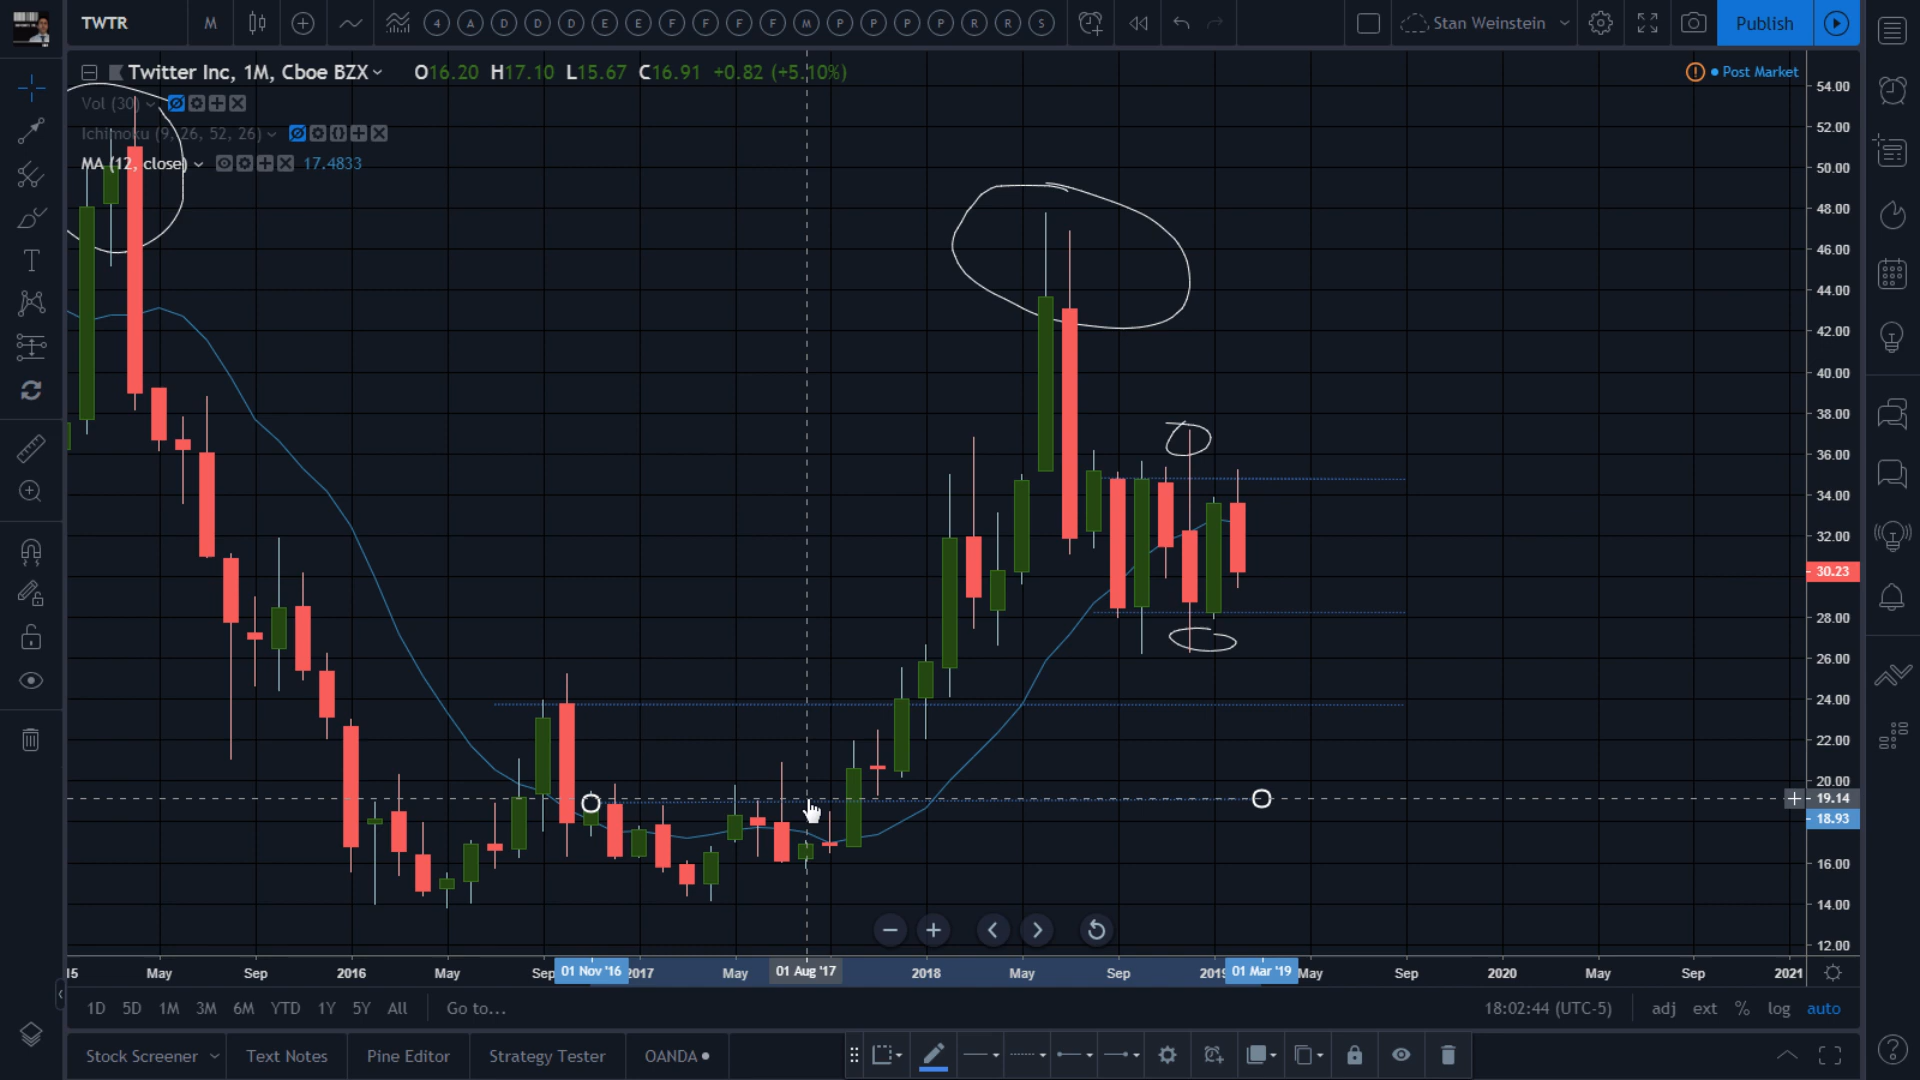 TWTR M 4 A D D D E E F F F F M P P P P R R S Stan Weinstein Publish
Twitter Inc, 1M, Cboe BZX O16.20 H17.10 L15.67 C16.91 +0.82 (+5.10%) Post Market
Vol (30)
Ichimoku (9, 26, 52, 26)
MA (12, close) 17.4833
54.00
52.00
50.00
48.00
46.00
44.00
42.00
40.00
38.00
36.00
34.00
32.00
30.23
28.00
26.00
24.00
22.00
20.00
19.14
18.93
16.00
14.00
12.00
15 May Sep 2016 May Sep 01 Nov '16 2017 May 01 Aug '17 2018 May Sep 2019 01 Mar '19 May Sep 2020 May Sep 2021
1D 5D 1M 3M 6M YTD 1Y 5Y All Go to... 18:02:44 (UTC-5) adj ext % log auto
Stock Screener Text Notes Pine Editor Strategy Tester OANDA